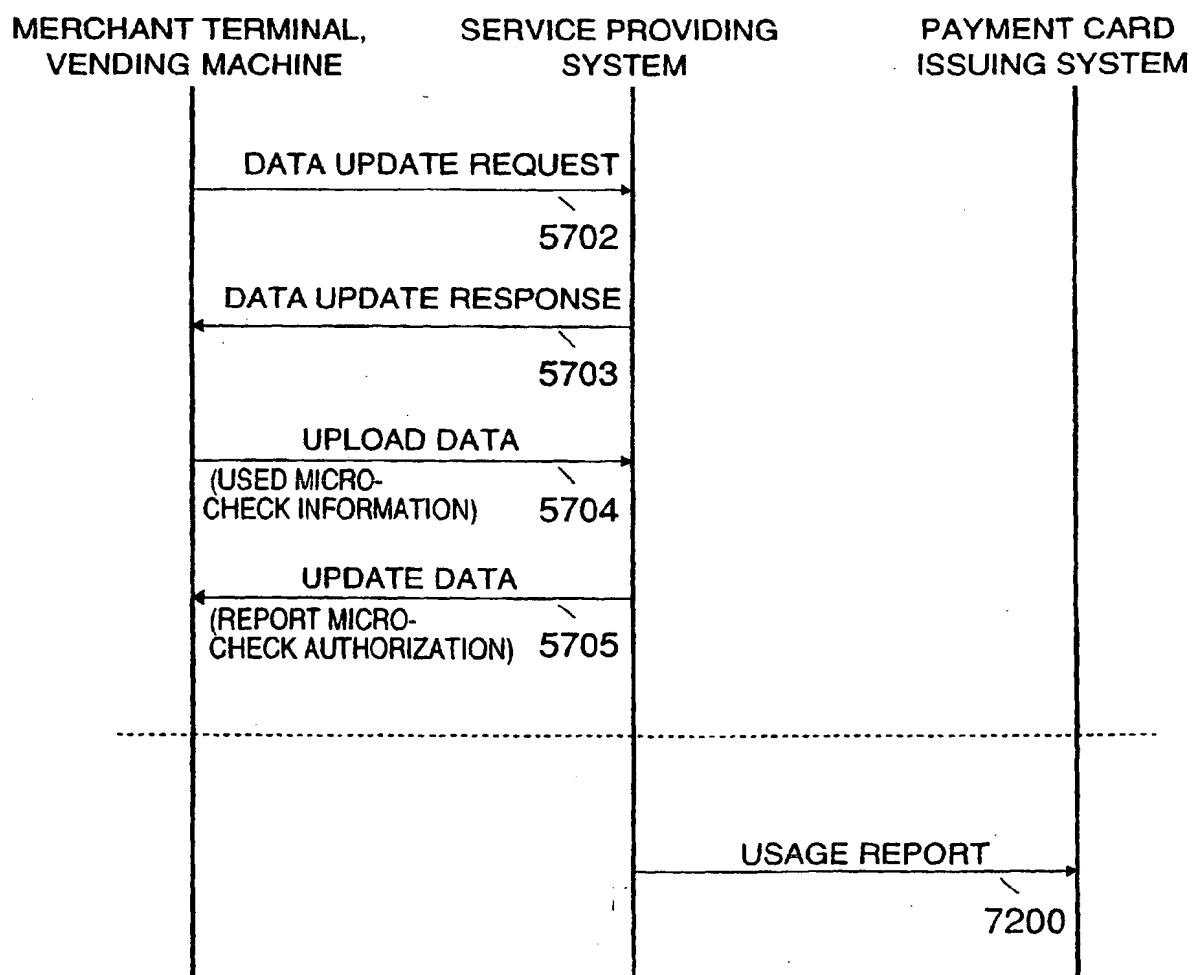 MERCHANT TERMINAL,
VENDING MACHINE
SERVICE PROVIDING
SYSTEM
PAYMENT CARD
ISSUING SYSTEM
DATA UPDATE REQUEST
5702
DATA UPDATE RESPONSE
5703
UPLOAD DATA
(USED MICRO-
CHECK INFORMATION)
5704
UPDATE DATA
(REPORT MICRO-
CHECK AUTHORIZATION)
5705
USAGE REPORT
7200